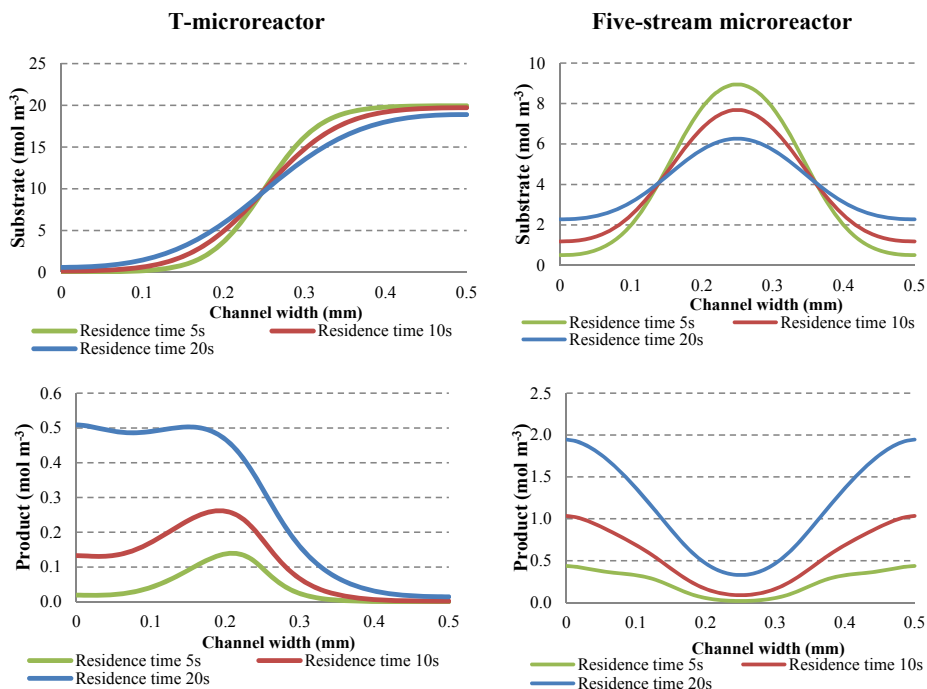 T-microreactor
Five-stream microreactor
Substrate (mol m⁻³)
25
20
15
10
5
0
0 0.1 0.2 0.3 0.4 0.5
Channel width (mm)
Residence time 5s Residence time 10s
Residence time 20s
Substrate (mol m⁻³)
10
8
6
4
2
0
0 0.1 0.2 0.3 0.4 0.5
Channel width (mm)
Residence time 5s Residence time 10s
Residence time 20s
Product (mol m⁻³)
0.6
0.5
0.4
0.3
0.2
0.1
0.0
0 0.1 0.2 0.3 0.4 0.5
Channel width (mm)
Residence time 5s Residence time 10s
Residence time 20s
Product (mol m⁻³)
2.5
2.0
1.5
1.0
0.5
0.0
0 0.1 0.2 0.3 0.4 0.5
Channel width (mm)
Residence time 5s Residence time 10s
Residence time 20s